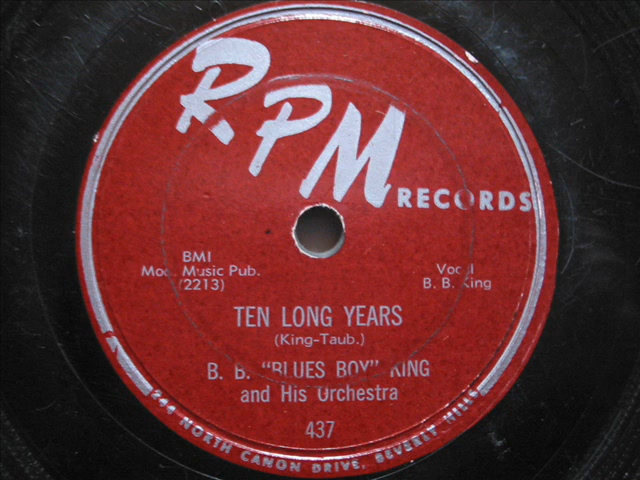 RPM
RECORDS
BMI
Mod. Music Pub.
(2213)
Vocal
B. B. King
TEN LONG YEARS
(King-Taub.)
B. B. "BLUES BOY" KING
and His Orchestra
437
NORTH CANON DRIVE, BEVERLY HILLS